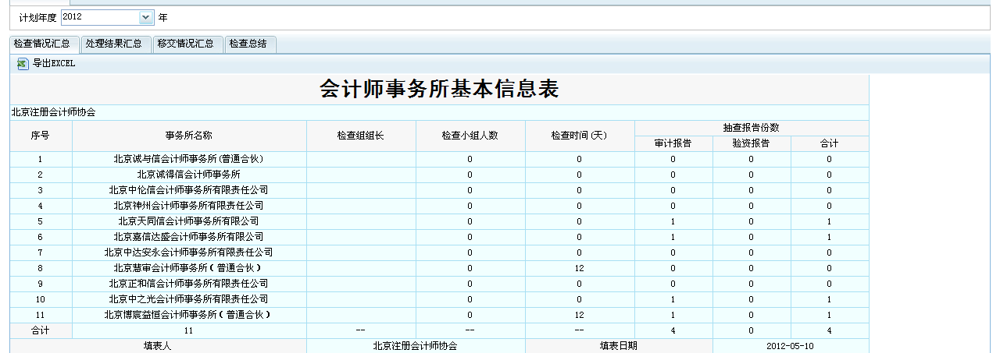 计划年度 2012 年
检查情况汇总 处理结果汇总 移交情况汇总 检查总结
导出EXCEL
会计师事务所基本信息表
北京注册会计师协会
序号 事务所名称 检查组组长 检查小组人数 检查时间(天) 抽查报告份数
审计报告 验资报告 合计
1 北京诚与信会计师事务所(普通合伙) 0 0 0 0 0
2 北京诚得信会计师事务所 0 0 0 0 0
3 北京中伦信会计师事务所有限责任公司 0 0 0 0 0
4 北京神州会计师事务所有限责任公司 0 0 0 0 0
5 北京天同信会计师事务所有限公司 0 0 1 0 1
6 北京嘉信达盛会计师事务所有限公司 0 0 1 0 1
7 北京中达安永会计师事务所有限责任公司 0 0 0 0 0
8 北京慧审会计师事务所（普通合伙） 0 12 0 0 0
9 北京正和信会计师事务所有限责任公司 0 0 0 0 0
10 北京中之光会计师事务所有限责任公司 0 0 1 0 1
11 北京博宸益恒会计师事务所（普通合伙） 0 12 1 0 1
合计 11 -- -- -- 4 0 4
填表人 北京注册会计师协会 填表日期 2012-05-10